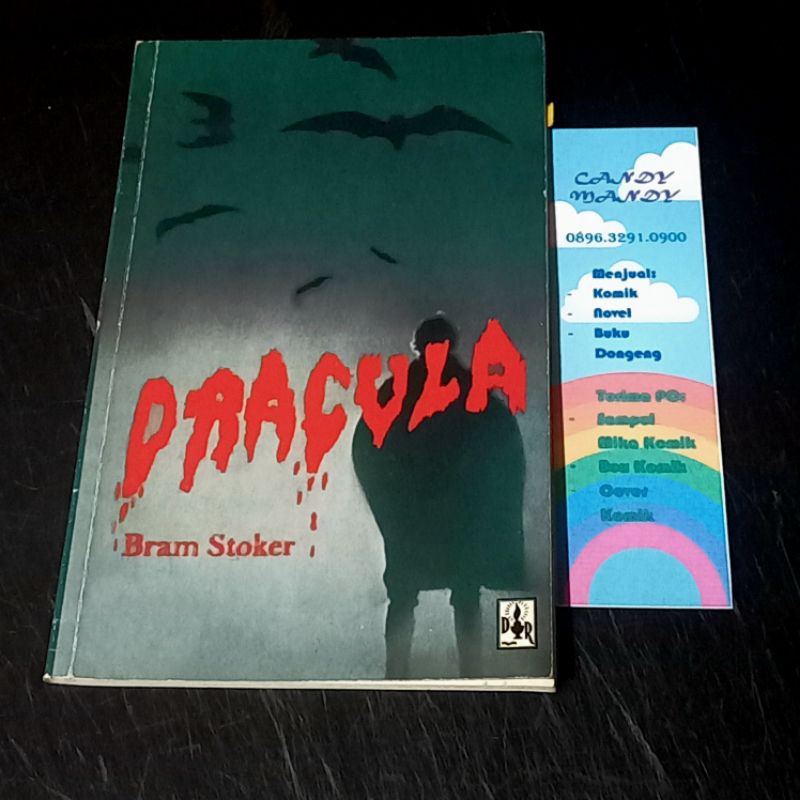 DRACULA
Bram Stoker
D R
CANDY
MANDY
0896.3291.0900
Menjual:
- Komik
- Novel
- Buku
Dongeng
Terima PO:
- Sampul
Mika Komik
- Box Komik
- Cover
Komik